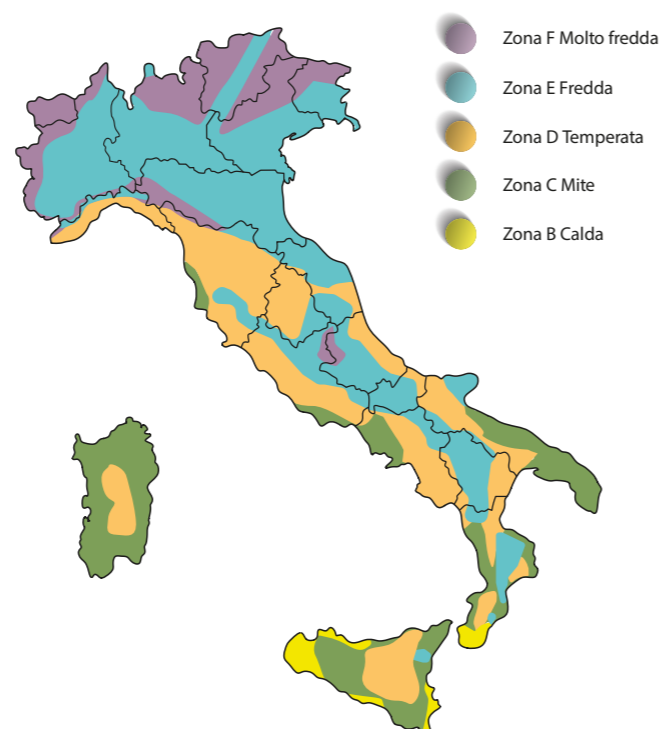 Zona F Molto fredda
Zona E Fredda
Zona D Temperata
Zona C Mite
Zona B Calda